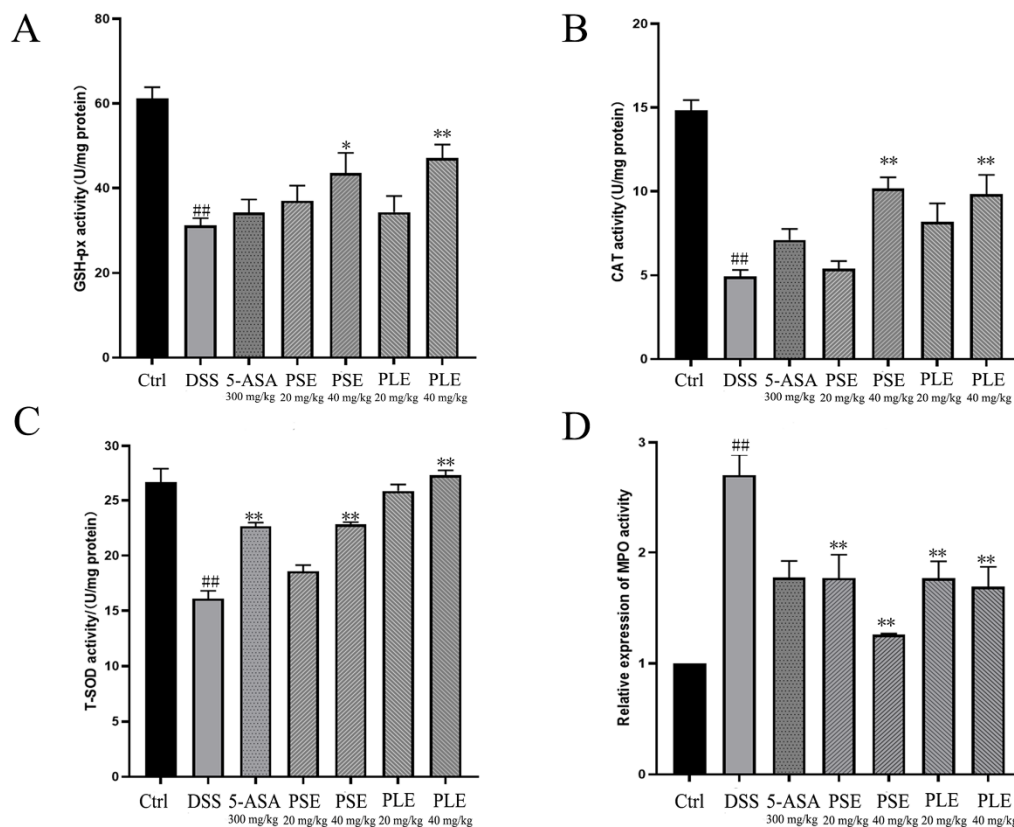 A
GSH-px activity(U/mg protein)
80
60
40
20
0
##
*
**
Ctrl
DSS
5-ASA
300 mg/kg
PSE
20 mg/kg
PSE
40 mg/kg
PLE
20 mg/kg
PLE
40 mg/kg
B
CAT activity(U/mg protein)
20
15
10
5
0
##
**
**
Ctrl
DSS
5-ASA
300 mg/kg
PSE
20 mg/kg
PSE
40 mg/kg
PLE
20 mg/kg
PLE
40 mg/kg
C
T-SOD activity/(U/mg protein)
30
25
20
15
10
5
0
##
**
**
**
Ctrl
DSS
5-ASA
300 mg/kg
PSE
20 mg/kg
PSE
40 mg/kg
PLE
20 mg/kg
PLE
40 mg/kg
D
Relative expression of MPO activity
3
2
1
0
##
**
**
**
**
Ctrl
DSS
5-ASA
300 mg/kg
PSE
20 mg/kg
PSE
40 mg/kg
PLE
20 mg/kg
PLE
40 mg/kg